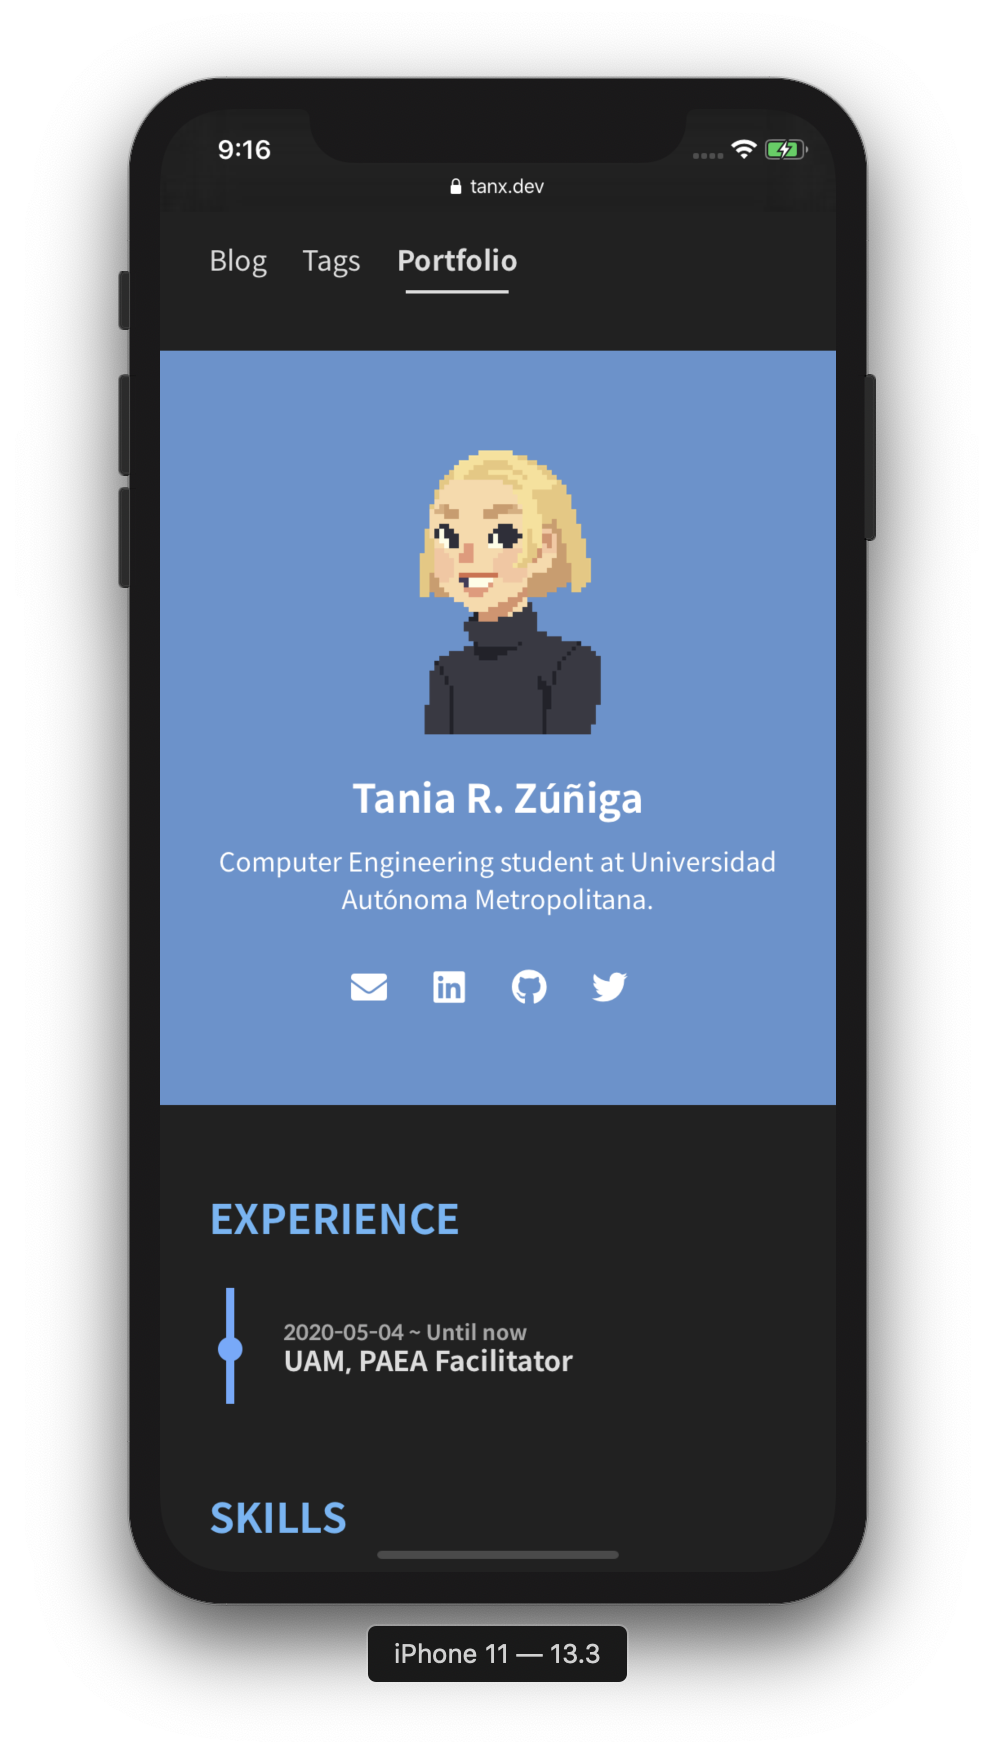 9:16
tanx.dev
Blog Tags Portfolio
Tania R. Zúñiga
Computer Engineering student at Universidad
Autónoma Metropolitana.
in
EXPERIENCE
2020-05-04 ~ Until now
UAM, PAEA Facilitator
SKILLS
iPhone 11 — 13.3